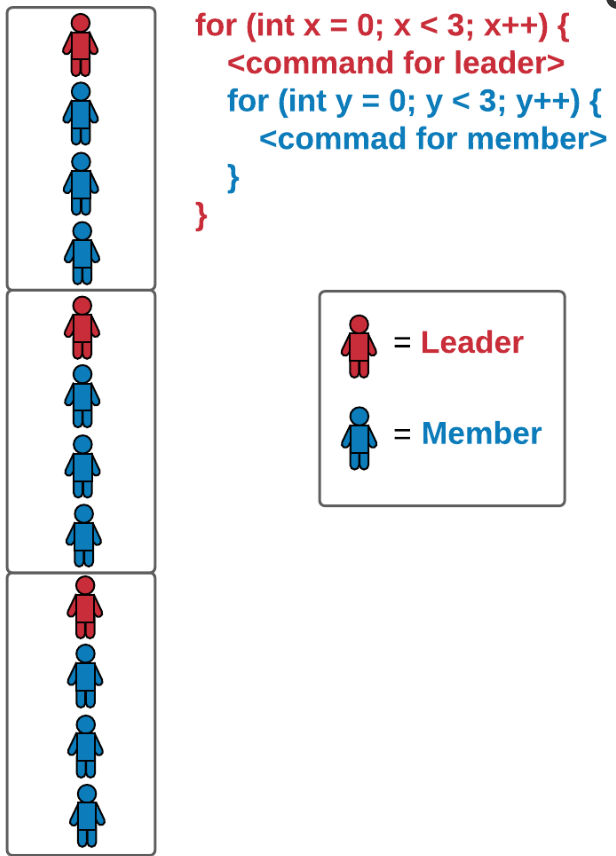 for (int x = 0; x < 3; x++) {
<command for leader>
for (int y = 0; y < 3; y++) {
<commad for member>
}
}
= Leader
= Member